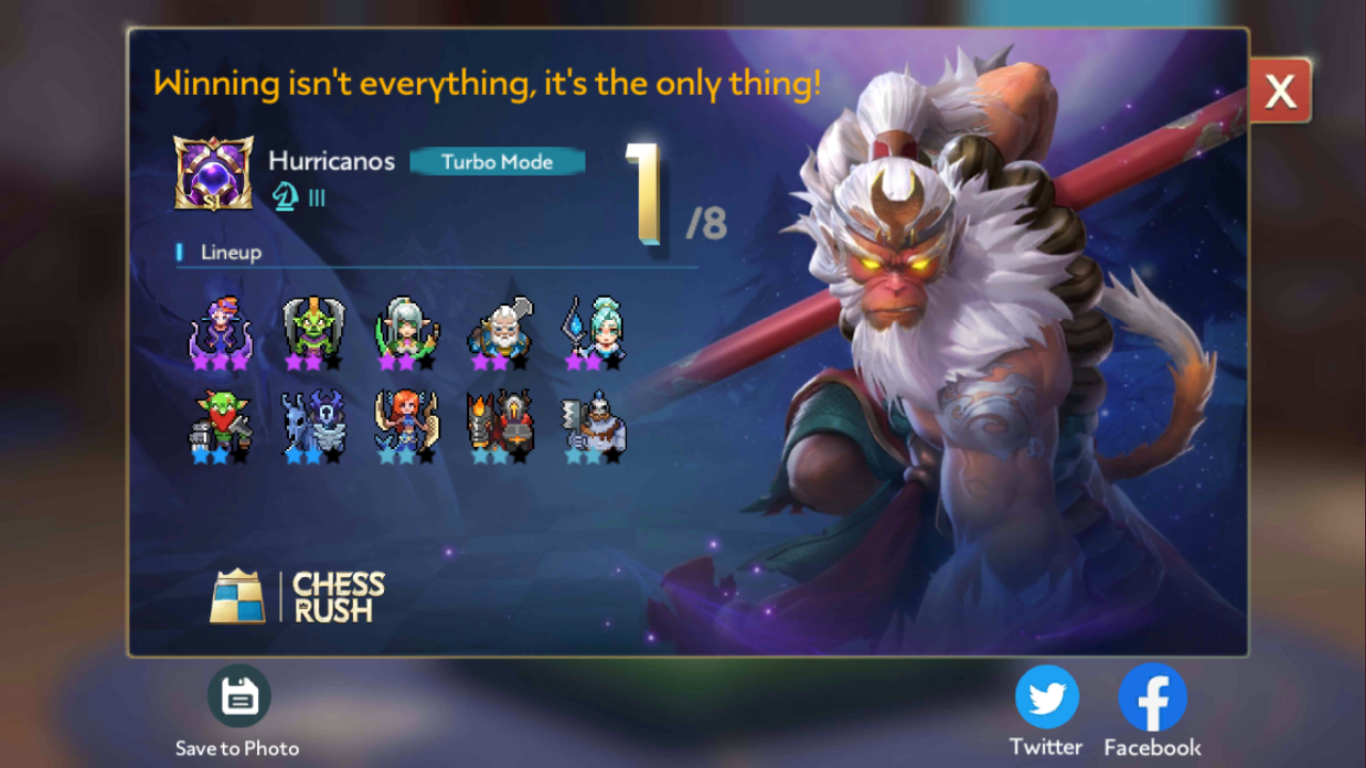 Winning isn't everything, it's the only thing!
X
Hurricanos
Turbo Mode
1/8
S1
III
Lineup
CHESS
RUSH
Save to Photo
Twitter
Facebook